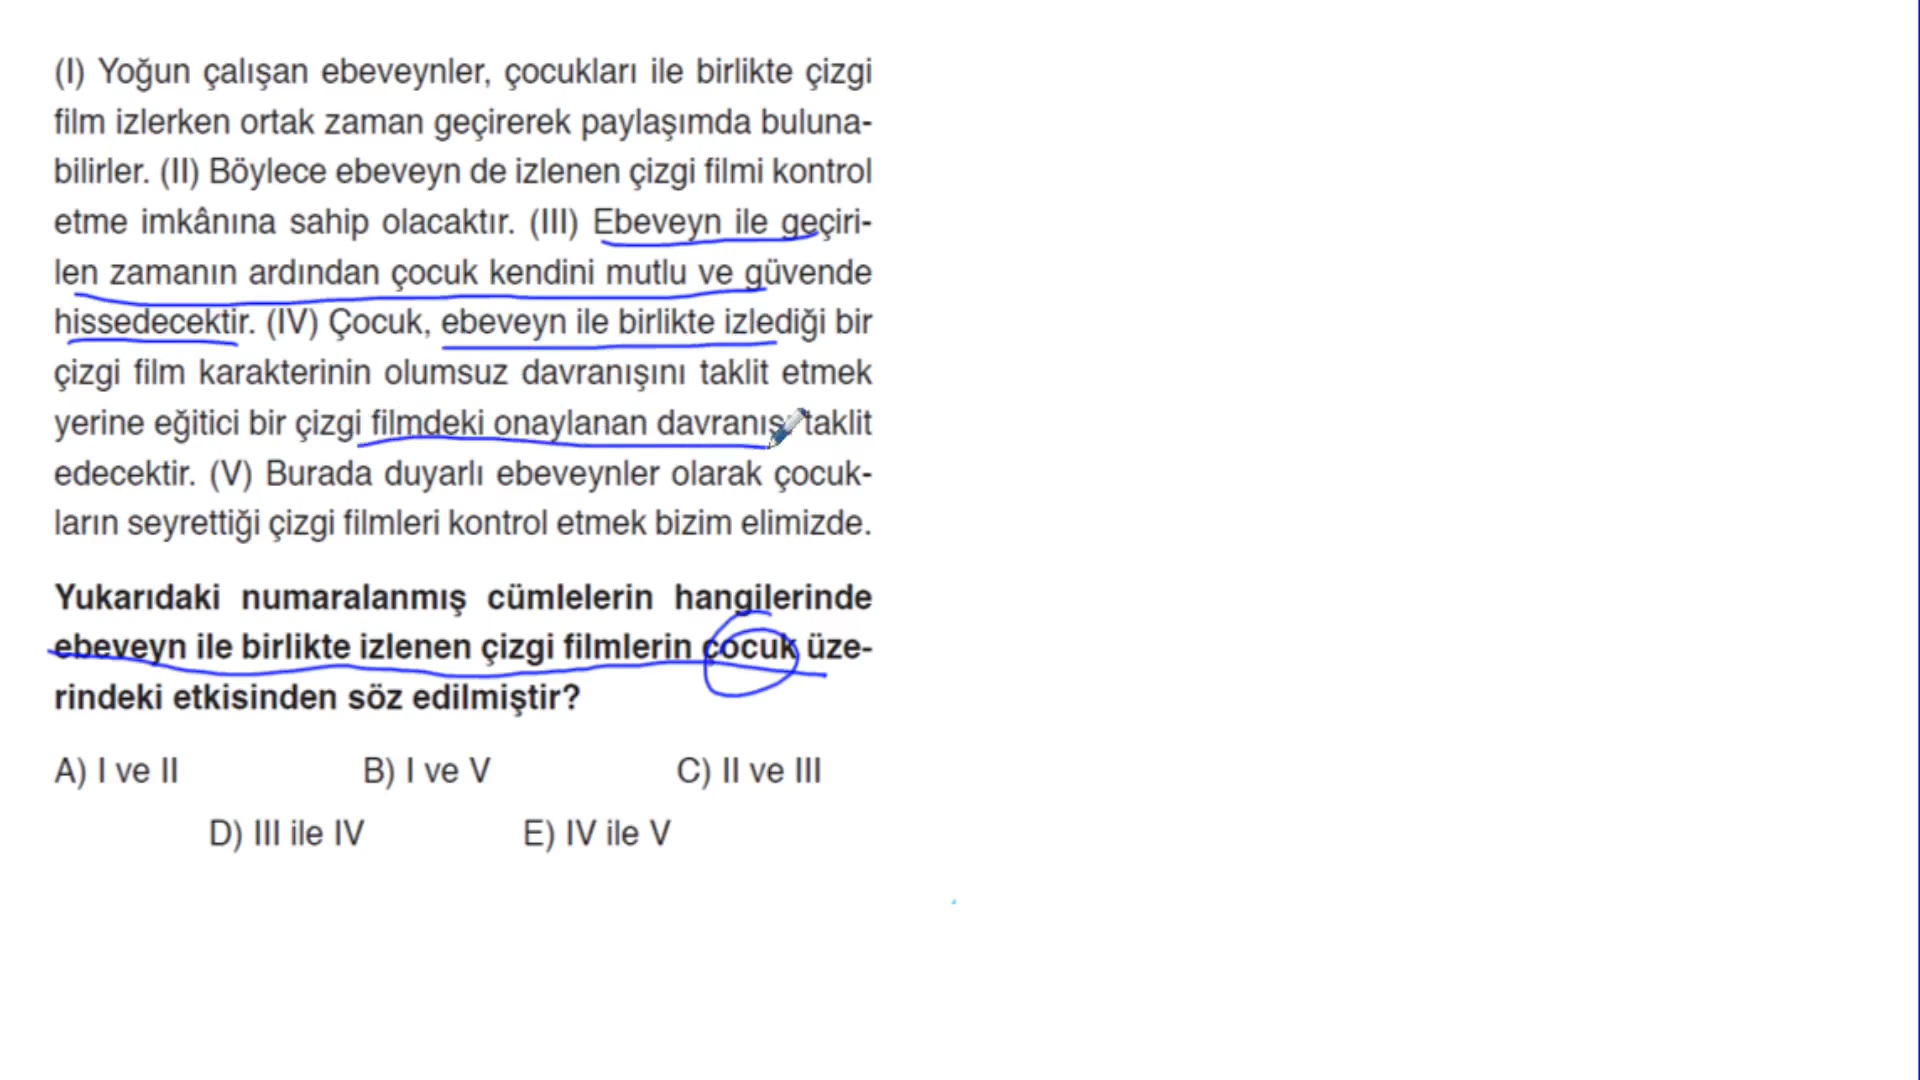 (I) Yoğun çalışan ebeveynler, çocukları ile birlikte çizgi
film izlerken ortak zaman geçirerek paylaşımda buluna-
bilirler. (II) Böylece ebeveyn de izlenen çizgi filmi kontrol
etme imkânına sahip olacaktır. (III) Ebeveyn ile geçiri-
len zamanın ardından çocuk kendini mutlu ve güvende
hissedecektir. (IV) Çocuk, ebeveyn ile birlikte izlediği bir
çizgi film karakterinin olumsuz davranışını taklit etmek
yerine eğitici bir çizgi filmdeki onaylanan davranışı taklit
edecektir. (V) Burada duyarlı ebeveynler olarak çocuk-
ların seyrettiği çizgi filmleri kontrol etmek bizim elimizde.
Yukarıdaki numaralanmış cümlelerin hangilerinde
ebeveyn ile birlikte izlenen çizgi filmlerin çocuk üze-
rindeki etkisinden söz edilmiştir?
A) I ve II B) I ve V C) II ve III
D) III ile IV E) IV ile V